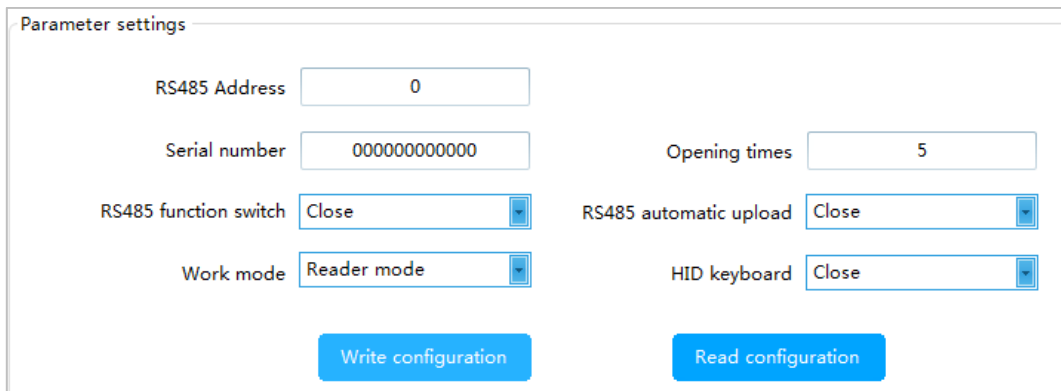 Parameter settings
RS485 Address 0
Serial number 000000000000 Opening times 5
RS485 function switch Close RS485 automatic upload Close
Work mode Reader mode HID keyboard Close
Write configuration Read configuration